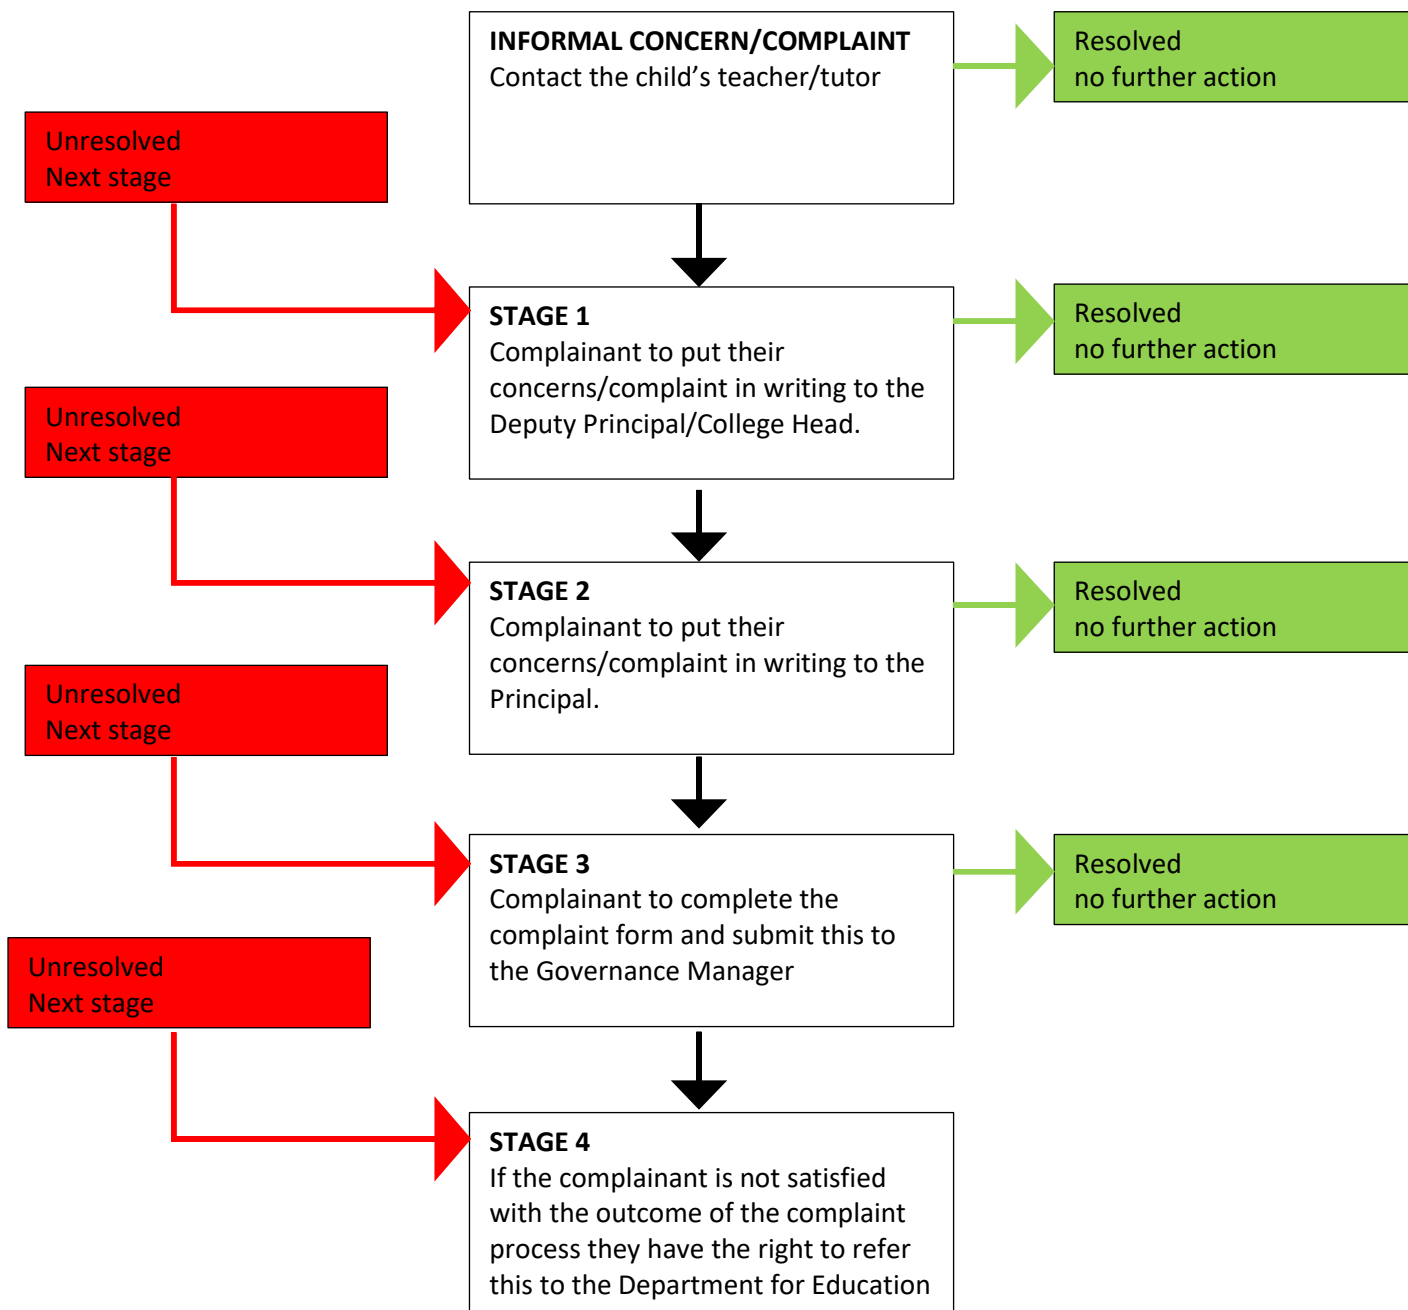 INFORMAL CONCERN/COMPLAINT
Contact the child’s teacher/tutor
Resolved
no further action
Unresolved
Next stage
STAGE 1
Complainant to put their
concerns/complaint in writing to the
Deputy Principal/College Head.
Resolved
no further action
Unresolved
Next stage
STAGE 2
Complainant to put their
concerns/complaint in writing to the
Principal.
Resolved
no further action
Unresolved
Next stage
STAGE 3
Complainant to complete the
complaint form and submit this to
the Governance Manager
Resolved
no further action
Unresolved
Next stage
STAGE 4
If the complainant is not satisfied
with the outcome of the complaint
process they have the right to refer
this to the Department for Education